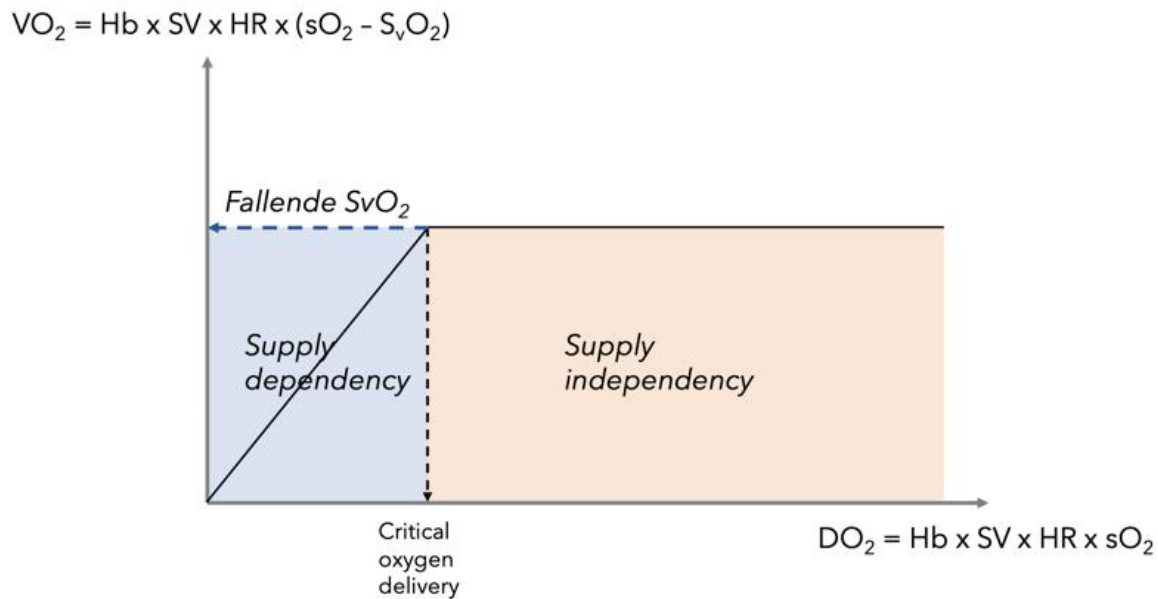 VO₂ = Hb x SV x HR x (sO₂ – SᵥO₂)
Fallende SvO₂
Supply
dependency
Supply
independency
Critical
oxygen
delivery
DO₂ = Hb x SV x HR x sO₂